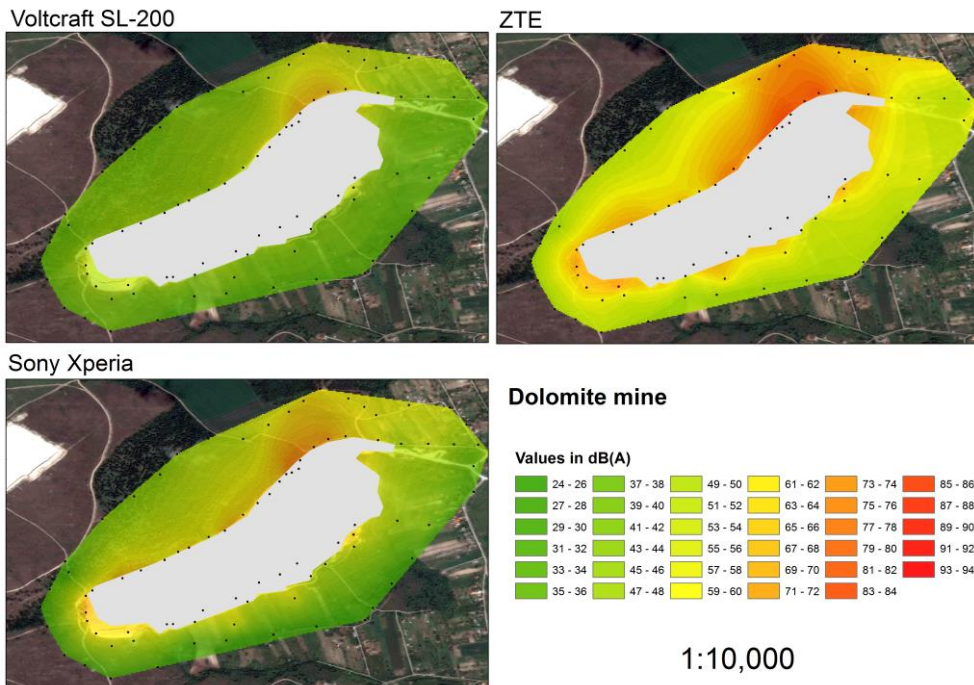 Voltcraft SL-200
ZTE
Sony Xperia
Dolomite mine
Values in dB(A)
24 - 26 37 - 38 49 - 50 61 - 62 73 - 74 85 - 86
27 - 28 39 - 40 51 - 52 63 - 64 75 - 76 87 - 88
29 - 30 41 - 42 53 - 54 65 - 66 77 - 78 89 - 90
31 - 32 43 - 44 55 - 56 67 - 68 79 - 80 91 - 92
33 - 34 45 - 46 57 - 58 69 - 70 81 - 82 93 - 94
35 - 36 47 - 48 59 - 60 71 - 72 83 - 84
1:10,000